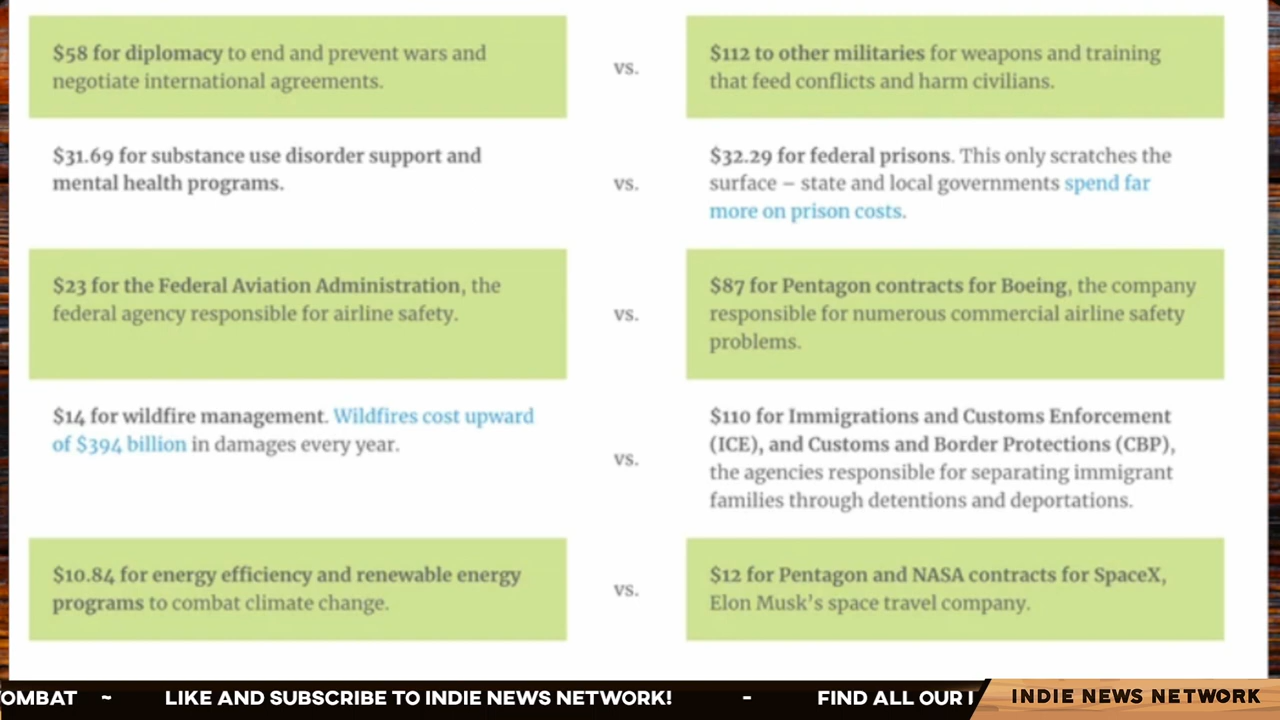 $58 for diplomacy to end and prevent wars and
negotiate international agreements.
vs.
$112 to other militaries for weapons and training
that feed conflicts and harm civilians.
$31.69 for substance use disorder support and
mental health programs.
vs.
$32.29 for federal prisons. This only scratches the
surface – state and local governments spend far
more on prison costs.
$23 for the Federal Aviation Administration, the
federal agency responsible for airline safety.
vs.
$87 for Pentagon contracts for Boeing, the company
responsible for numerous commercial airline safety
problems.
$14 for wildfire management. Wildfires cost upward
of $394 billion in damages every year.
vs.
$110 for Immigrations and Customs Enforcement
(ICE), and Customs and Border Protections (CBP),
the agencies responsible for separating immigrant
families through detentions and deportations.
$10.84 for energy efficiency and renewable energy
programs to combat climate change.
vs.
$12 for Pentagon and NASA contracts for SpaceX,
Elon Musk's space travel company.
OMBAT ~ LIKE AND SUBSCRIBE TO INDIE NEWS NETWORK! - FIND ALL OUR
INDIE NEWS NETWORK